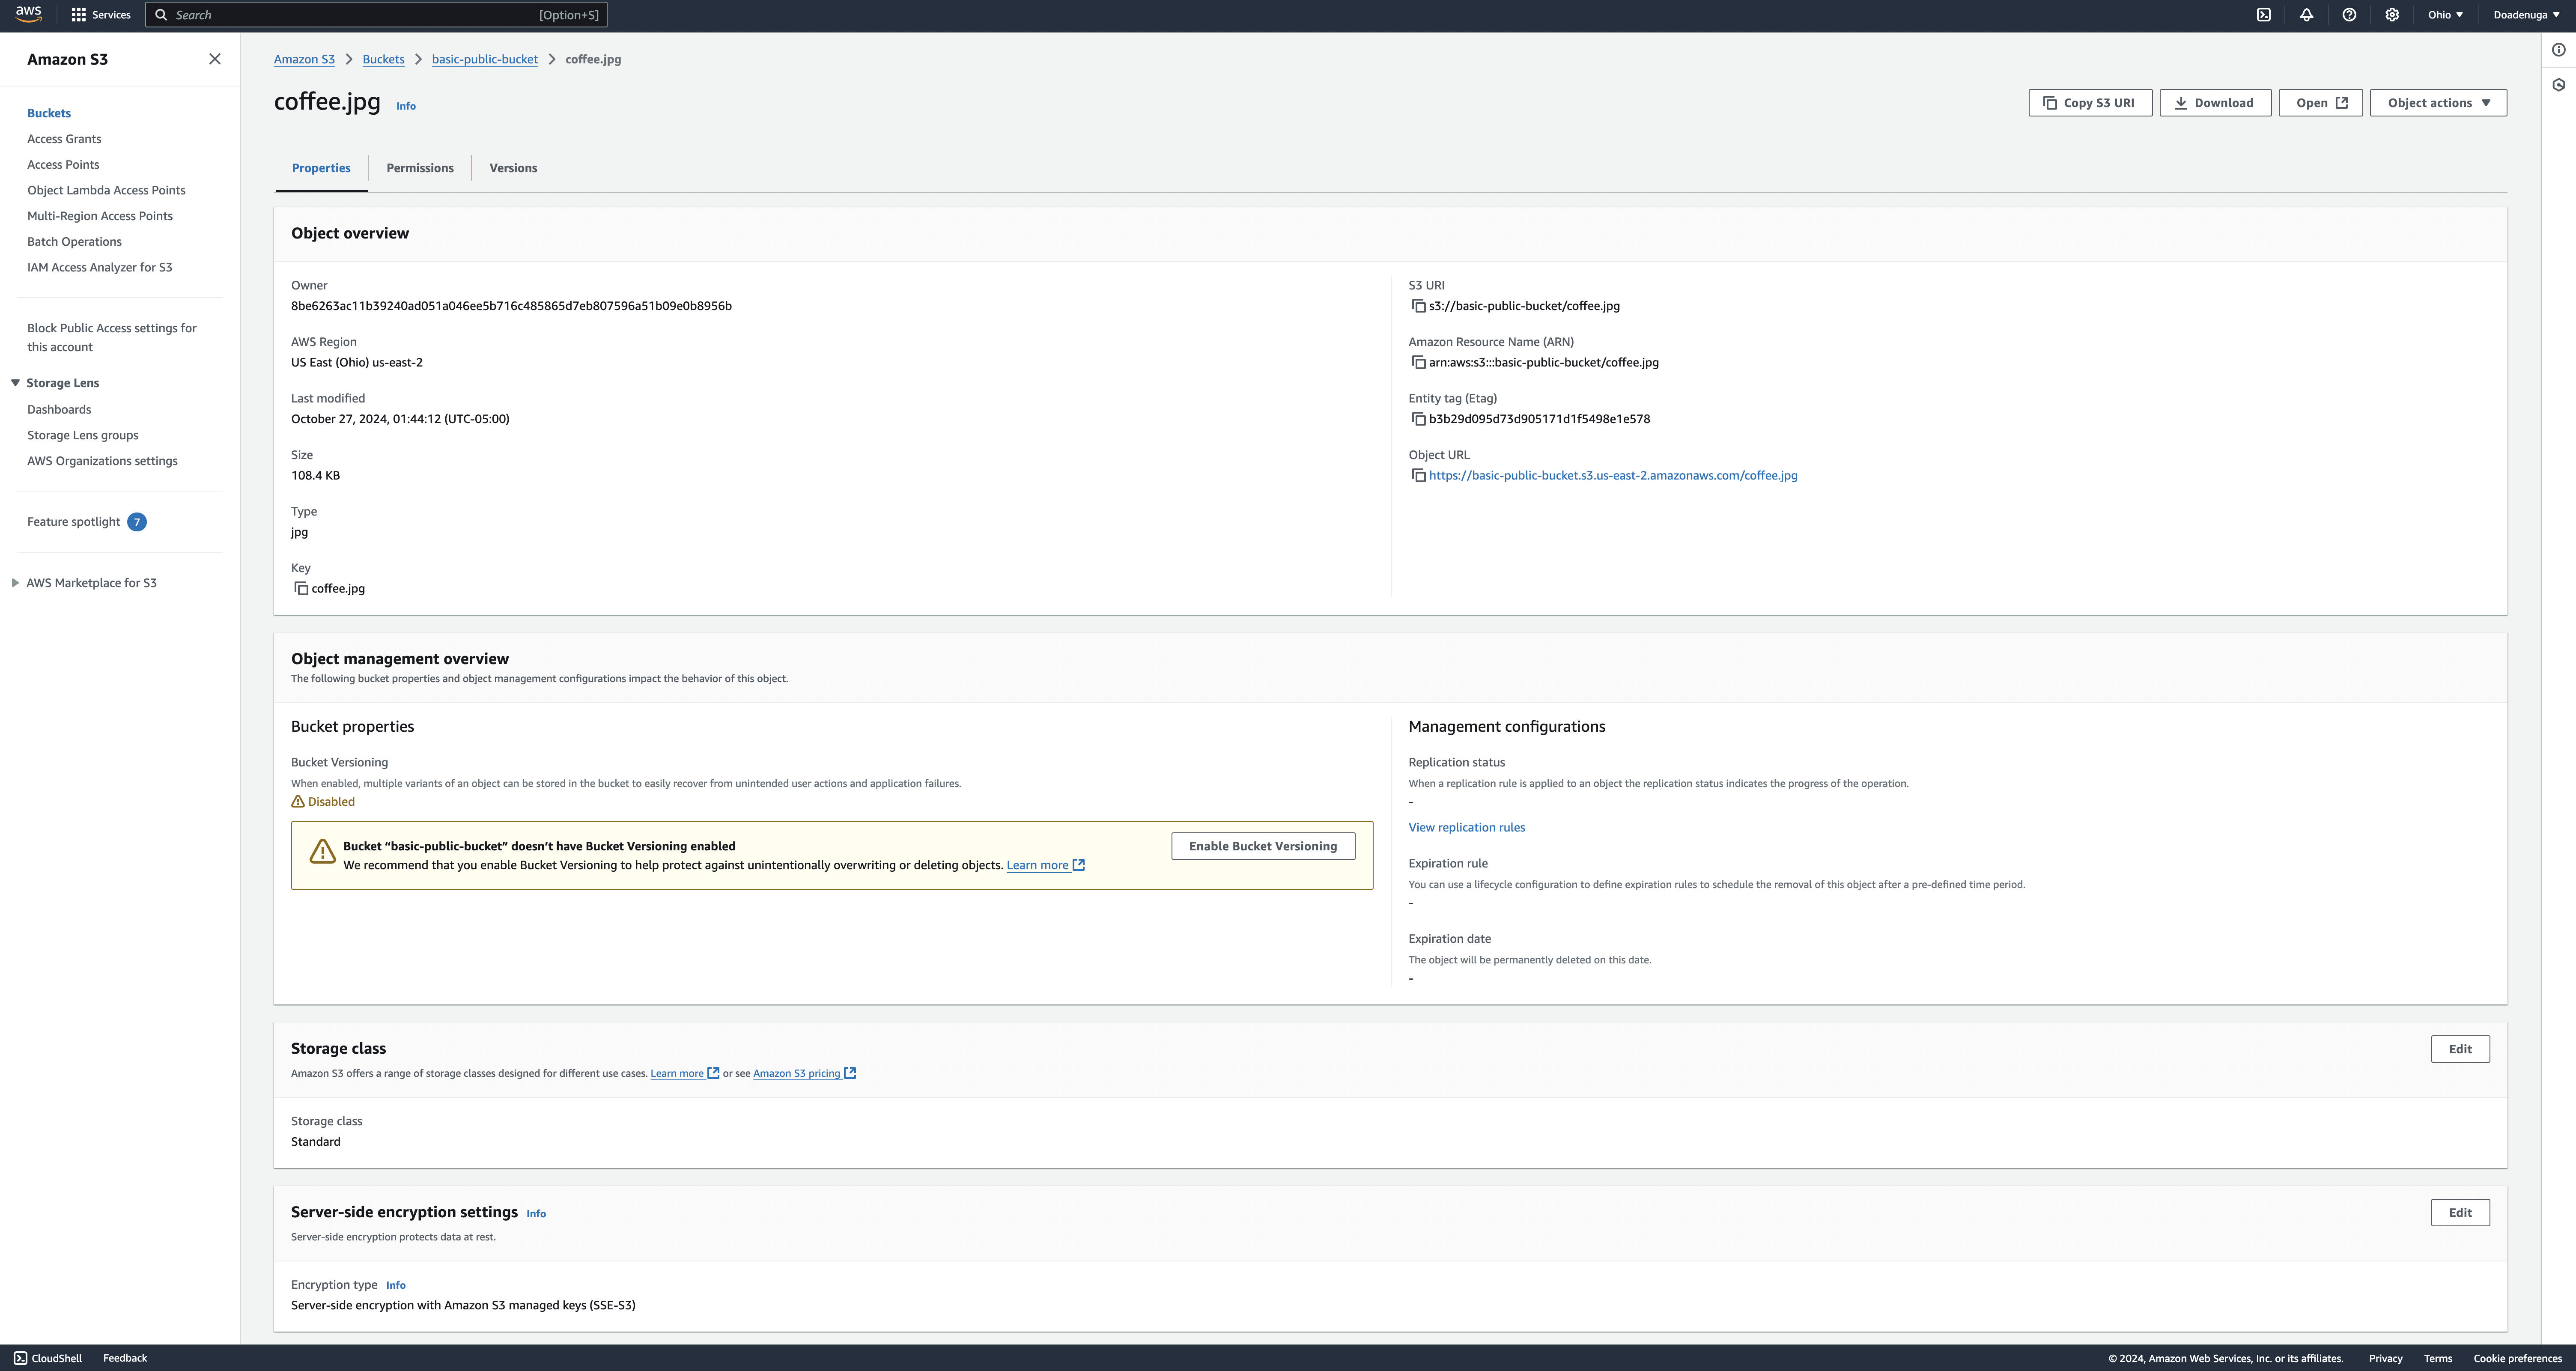 aws
Services
Search
[Option+S]
Ohio ▼
Doadenuga ▼
Amazon S3
Buckets
Access Grants
Access Points
Object Lambda Access Points
Multi-Region Access Points
Batch Operations
IAM Access Analyzer for S3
Block Public Access settings for
this account
Storage Lens
Dashboards
Storage Lens groups
AWS Organizations settings
Feature spotlight 7
AWS Marketplace for S3
Amazon S3 > Buckets > basic-public-bucket > coffee.jpg
coffee.jpg Info
Copy S3 URI
Download
Open
Object actions ▼
Properties
Permissions
Versions
Object overview
Owner
8be6263ac11b39240ad051a046ee5b716c485865d7eb807596a51b09e0b8956b
AWS Region
US East (Ohio) us-east-2
Last modified
October 27, 2024, 01:44:12 (UTC-05:00)
Size
108.4 KB
Type
jpg
Key
coffee.jpg
S3 URI
s3://basic-public-bucket/coffee.jpg
Amazon Resource Name (ARN)
arn:aws:s3:::basic-public-bucket/coffee.jpg
Entity tag (Etag)
b3b29d095d73d905171d1f5498e1e578
Object URL
https://basic-public-bucket.s3.us-east-2.amazonaws.com/coffee.jpg
Object management overview
The following bucket properties and object management configurations impact the behavior of this object.
Bucket properties
Bucket Versioning
When enabled, multiple variants of an object can be stored in the bucket to easily recover from unintended user actions and application failures.
Disabled
Bucket “basic-public-bucket” doesn’t have Bucket Versioning enabled
We recommend that you enable Bucket Versioning to help protect against unintentionally overwriting or deleting objects. Learn more
Enable Bucket Versioning
Management configurations
Replication status
When a replication rule is applied to an object the replication status indicates the progress of the operation.
-
View replication rules
Expiration rule
You can use a lifecycle configuration to define expiration rules to schedule the removal of this object after a pre-defined time period.
-
Expiration date
The object will be permanently deleted on this date.
-
Storage class
Edit
Amazon S3 offers a range of storage classes designed for different use cases. Learn more or see Amazon S3 pricing
Storage class
Standard
Server-side encryption settings Info
Edit
Server-side encryption protects data at rest.
Encryption type Info
Server-side encryption with Amazon S3 managed keys (SSE-S3)
CloudShell
Feedback
© 2024, Amazon Web Services, Inc. or its affiliates.
Privacy
Terms
Cookie preferences